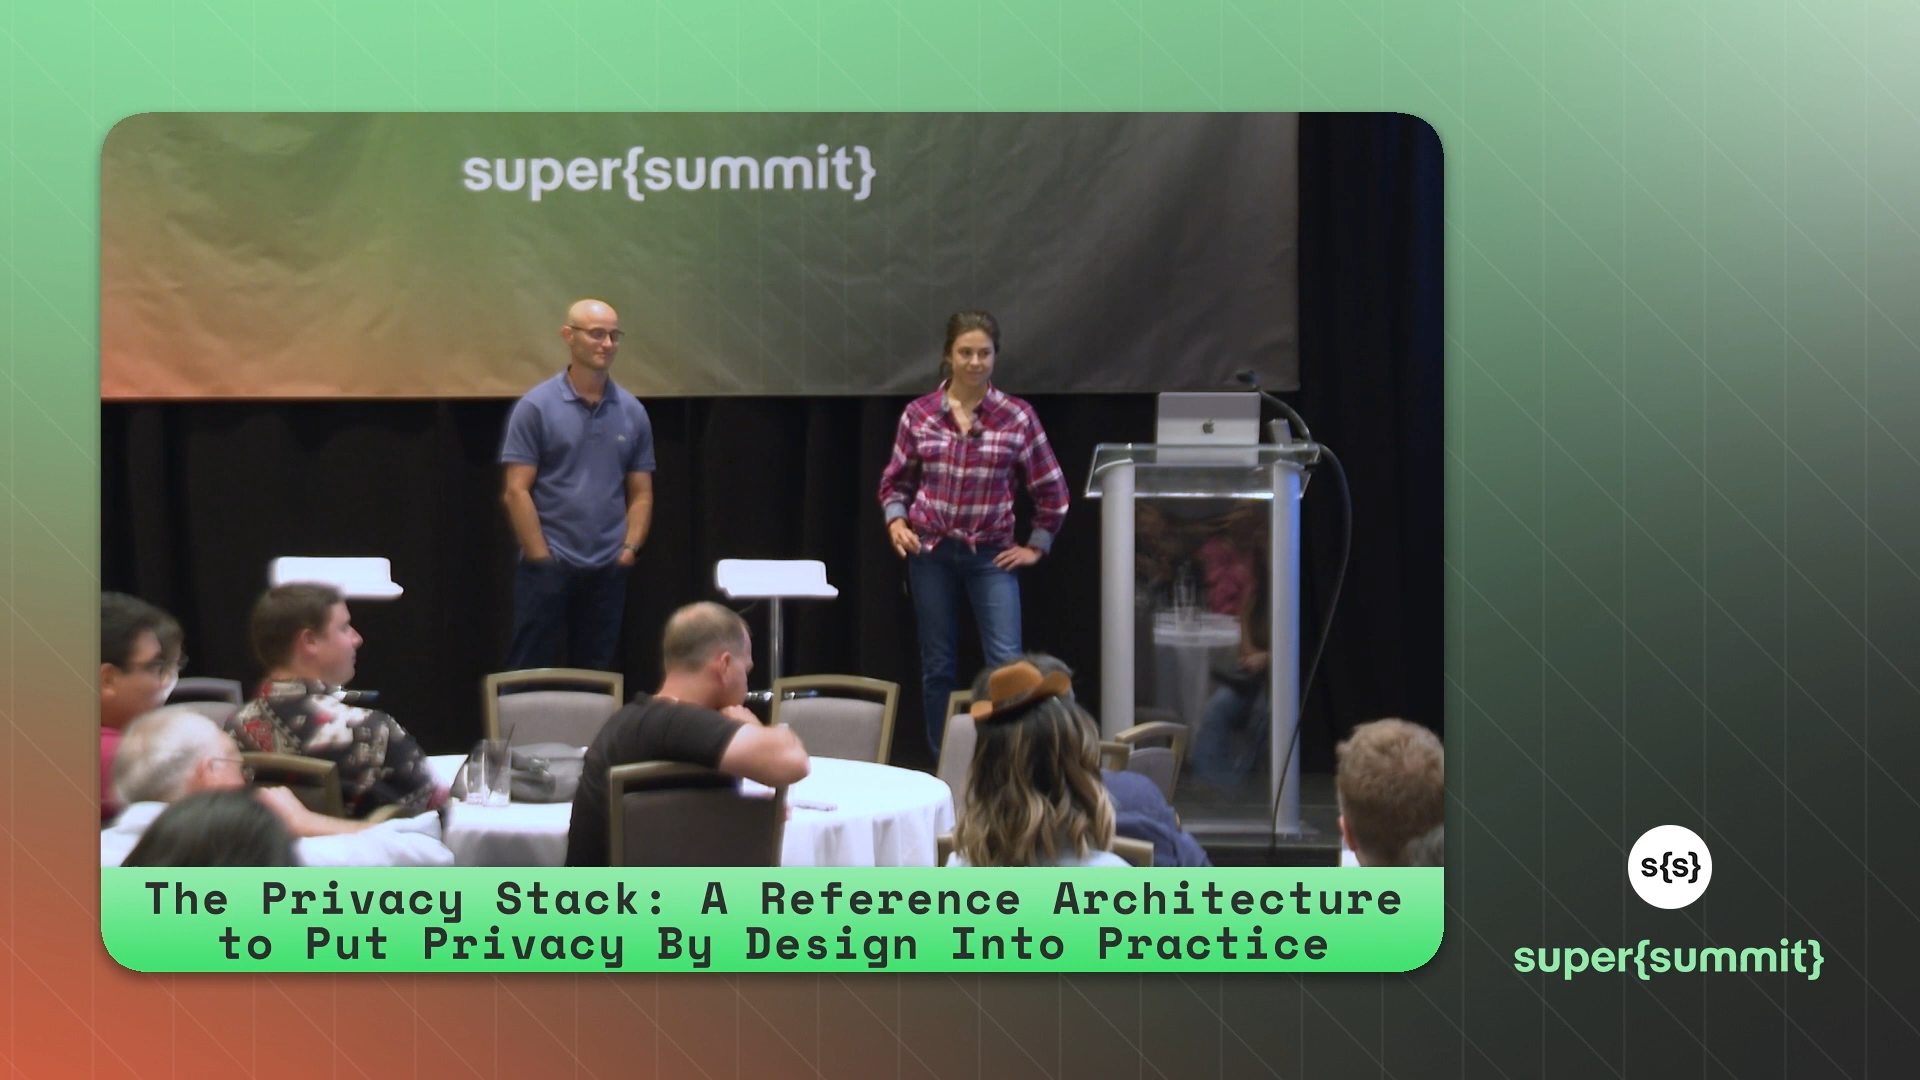 super{summit}
The Privacy Stack: A Reference Architecture
to Put Privacy By Design Into Practice
s{s}
super{summit}